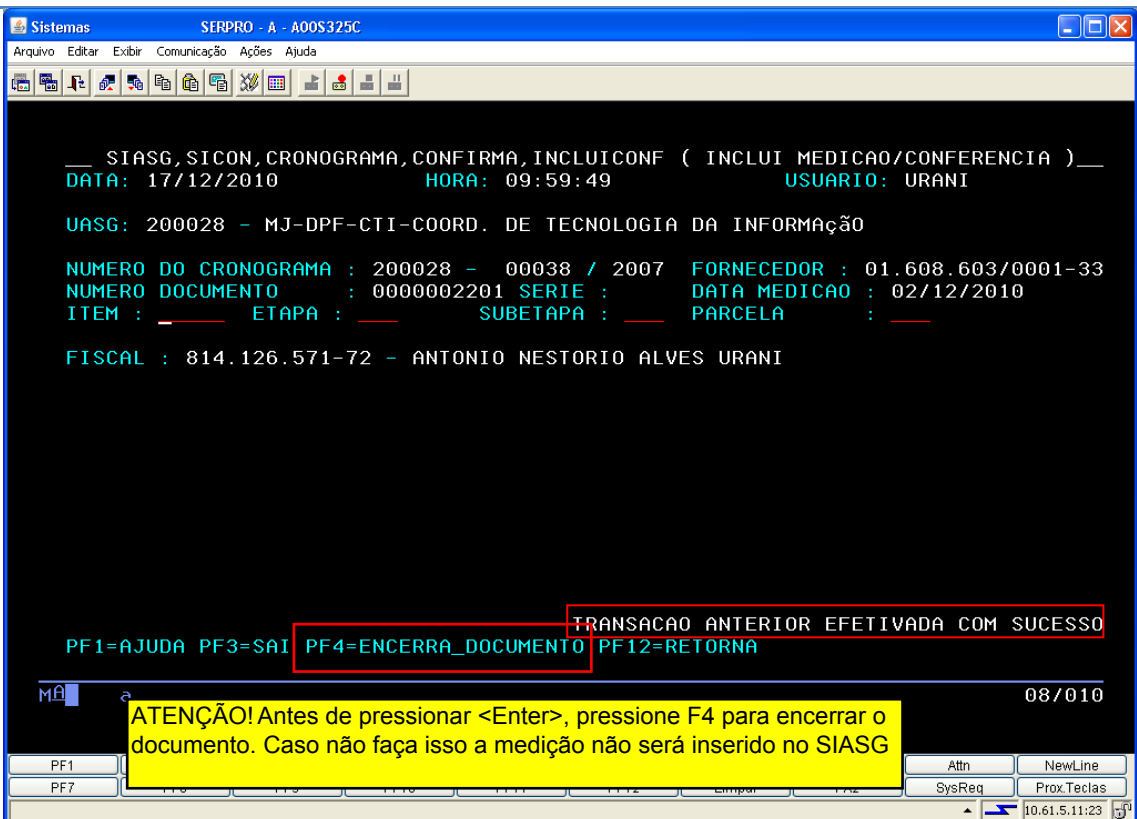 Sistemas SERPRO - A - A00S325C
Arquivo Editar Exibir Comunicação Ações Ajuda
__ SIASG,SICON,CRONOGRAMA,CONFIRMA,INCLUICONF ( INCLUI MEDICAO/CONFERENCIA )__
DATA: 17/12/2010 HORA: 09:59:49 USUARIO: URANI
UASG: 200028 - MJ-DPF-CTI-COORD. DE TECNOLOGIA DA INFORMAçãO
NUMERO DO CRONOGRAMA : 200028 - 00038 / 2007 FORNECEDOR : 01.608.603/0001-33
NUMERO DOCUMENTO : 0000002201 SERIE : DATA MEDICAO : 02/12/2010
ITEM : ______ ETAPA : ___ SUBETAPA : ___ PARCELA : ___
FISCAL : 814.126.571-72 - ANTONIO NESTORIO ALVES URANI
TRANSACAO ANTERIOR EFETIVADA COM SUCESSO
PF1=AJUDA PF3=SAI PF4=ENCERRA_DOCUMENTO PF12=RETORNA
MA a 08/010
ATENÇÃO! Antes de pressionar <Enter>, pressione F4 para encerrar o
documento. Caso não faça isso a medição não será inserido no SIASG
PF1 Attn NewLine
PF7 SysReq Prox.Teclas
10.61.5.11:23